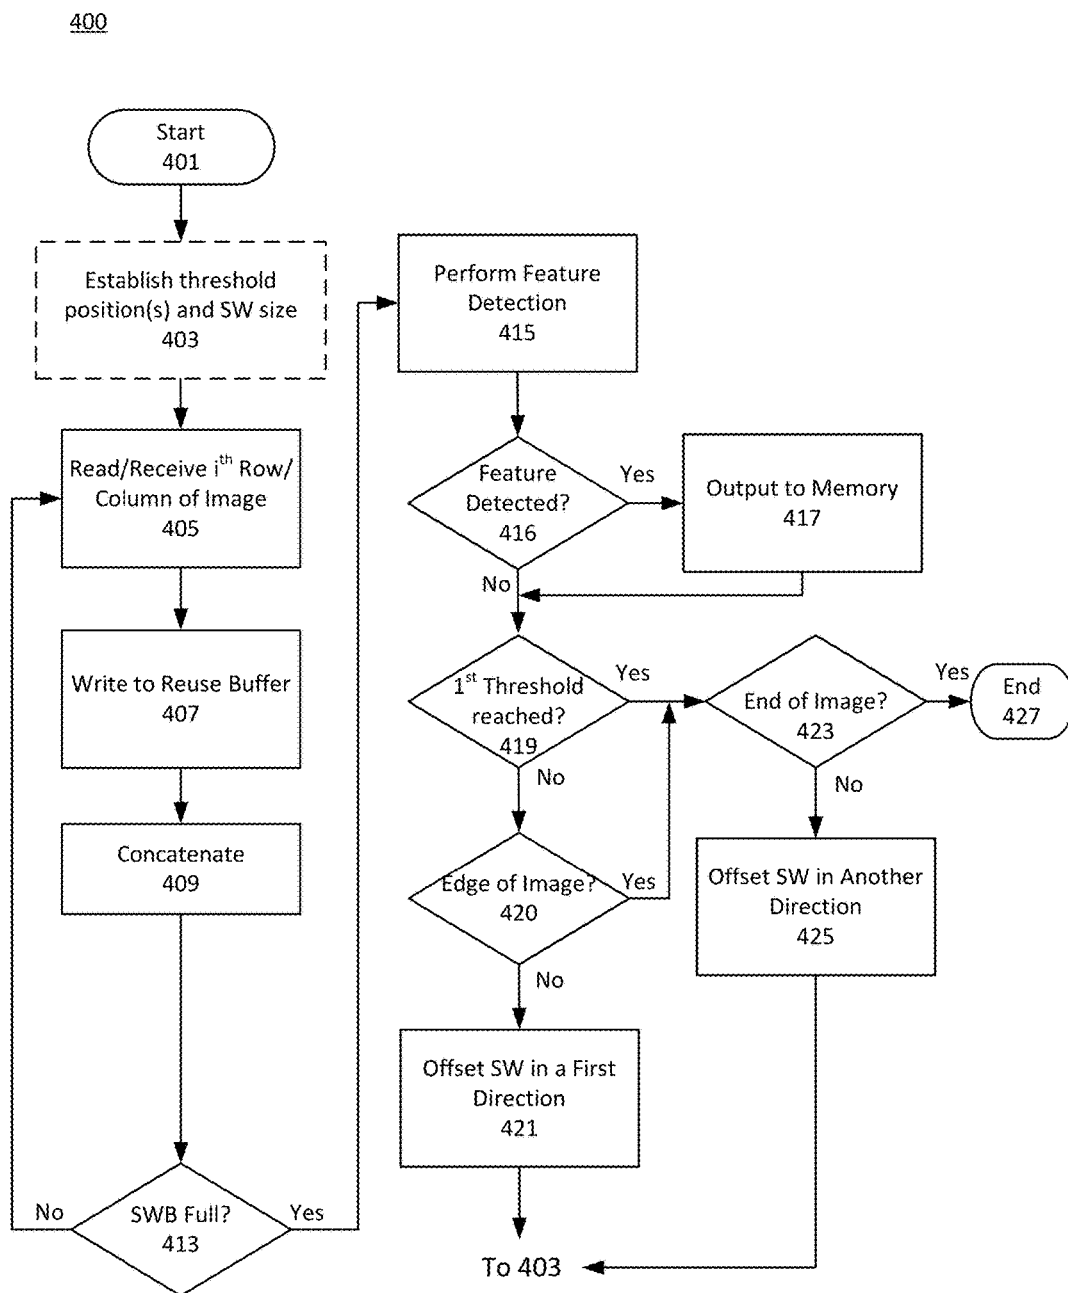 400
Start
401
Establish threshold
position(s) and SW size
403
Read/Receive ith Row/
Column of Image
405
Write to Reuse Buffer
407
Concatenate
409
No
SWB Full?
413
Yes
Perform Feature
Detection
415
Feature
Detected?
416
Yes
Output to Memory
417
No
1st Threshold
reached?
419
Yes
No
End of Image?
423
Yes
End
427
No
Edge of Image?
420
Yes
No
Offset SW in Another
Direction
425
Offset SW in a First
Direction
421
To 403